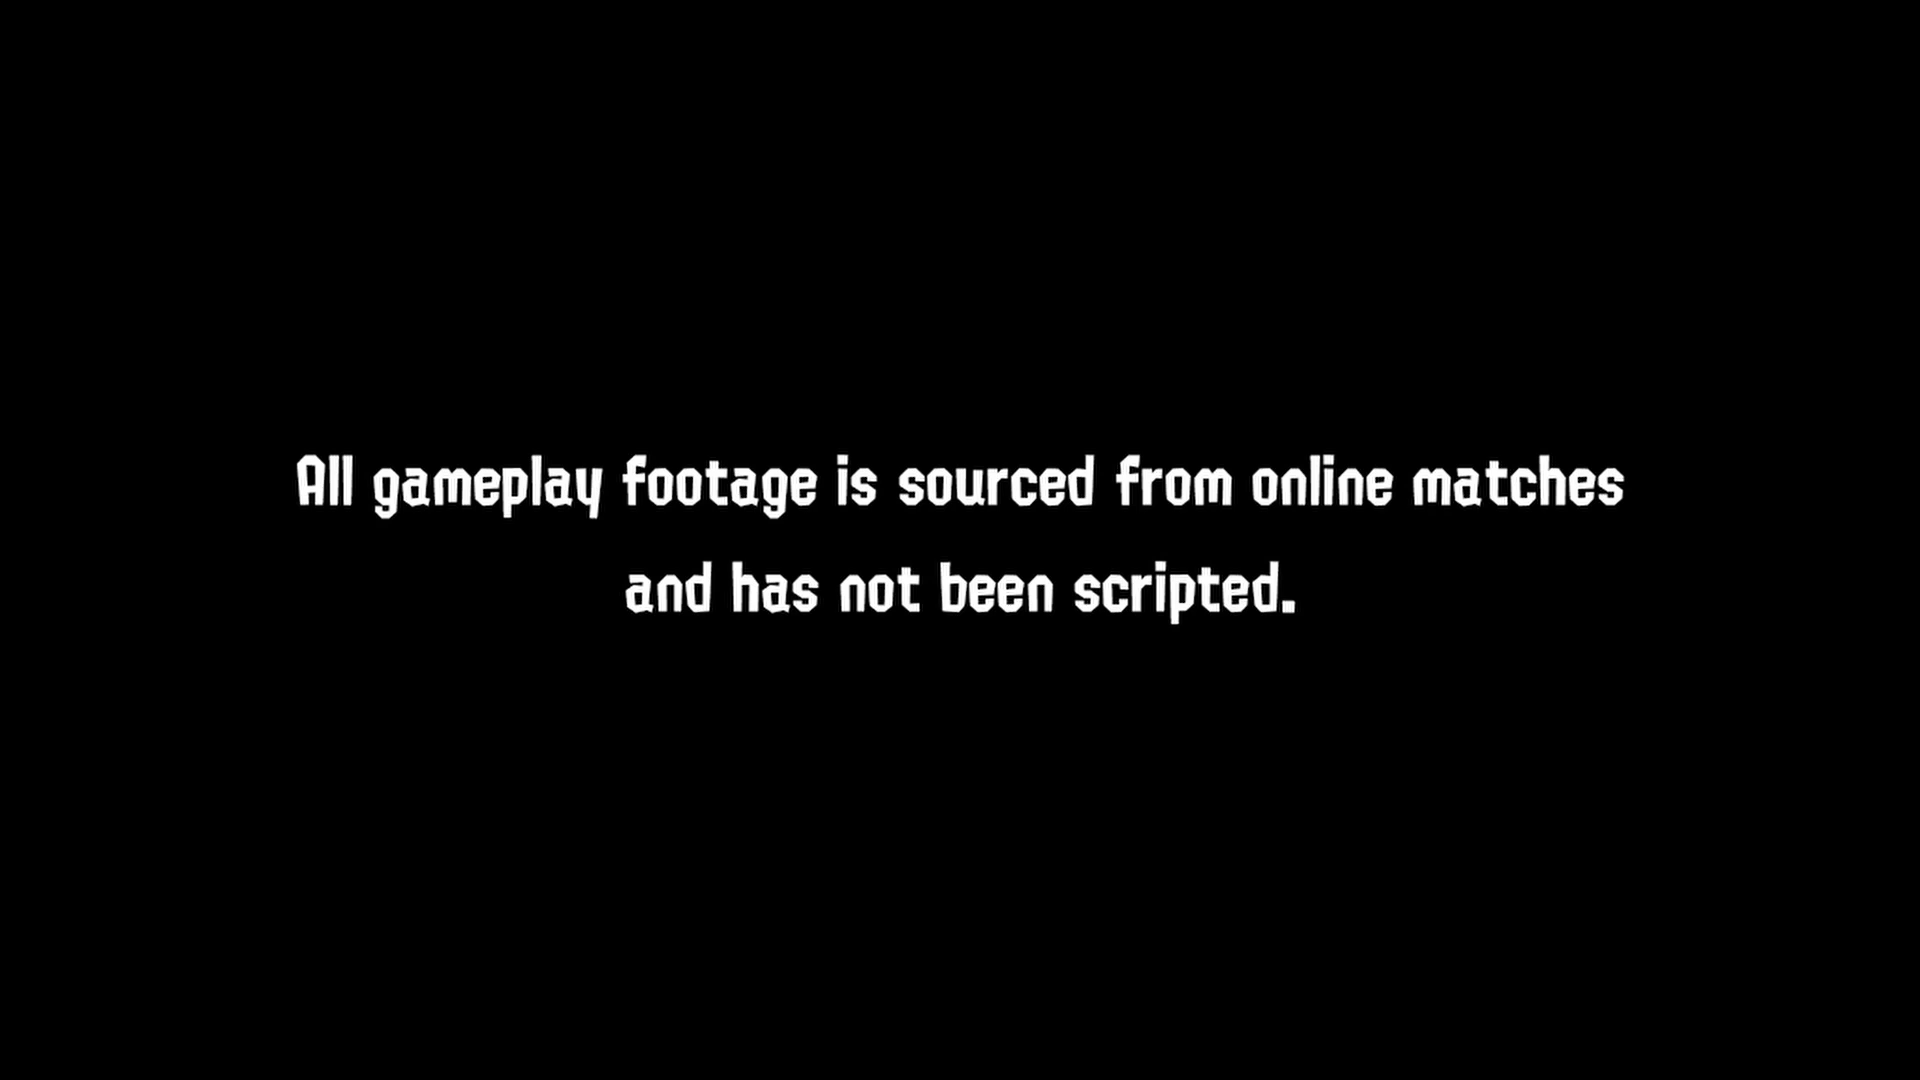 All gameplay footage is sourced from online matches
and has not been scripted.